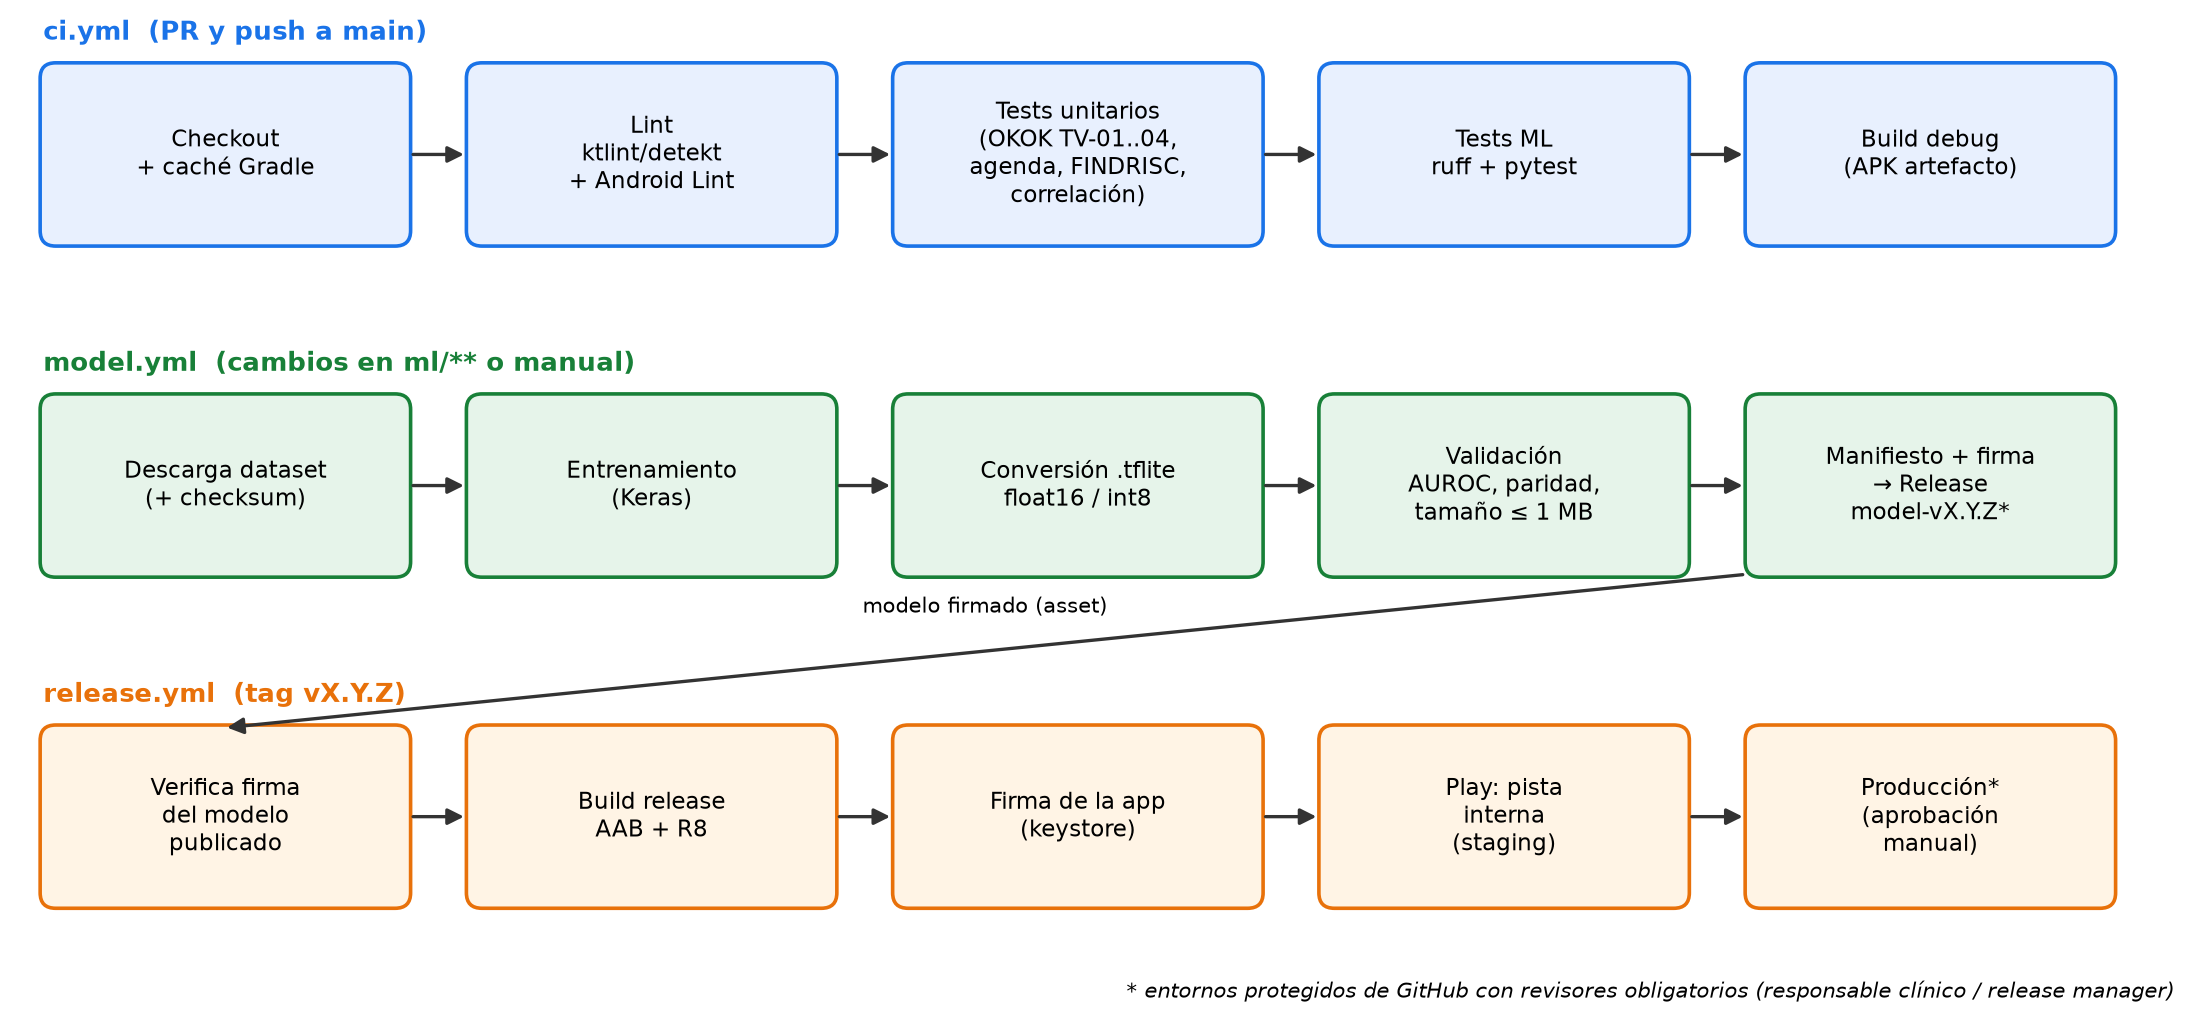 ci.yml  (PR y push a main)
Checkout
+ caché Gradle
Lint
ktlint/detekt
+ Android Lint
Tests unitarios
(OKOK TV-01..04,
agenda, FINDRISC,
correlación)
Tests ML
ruff + pytest
Build debug
(APK artefacto)
model.yml  (cambios en ml/** o manual)
Descarga dataset
(+ checksum)
Entrenamiento
(Keras)
Conversión .tflite
float16 / int8
Validación
AUROC, paridad,
tamaño ≤ 1 MB
Manifiesto + firma
→ Release
model-vX.Y.Z*
modelo firmado (asset)
release.yml  (tag vX.Y.Z)
Verifica firma
del modelo
publicado
Build release
AAB + R8
Firma de la app
(keystore)
Play: pista
interna
(staging)
Producción*
(aprobación
manual)
* entornos protegidos de GitHub con revisores obligatorios (responsable clínico / release manager)